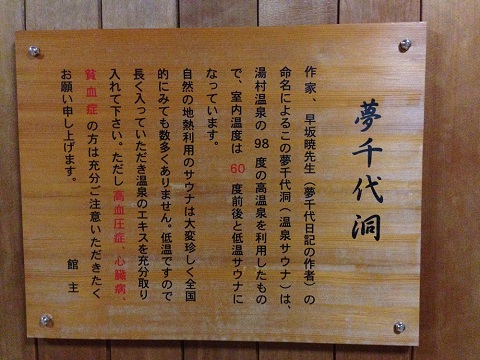 夢千代洞
作家、早坂暁先生（夢千代日記の作者）の
命名によるこの夢千代洞（温泉サウナ）は、
湯村温泉の98度の高温泉を利用したもの
で、室内温度は60度前後と低温サウナに
なっています。
自然の地熱利用のサウナは大変珍しく全国
的にみても数多くありません。低温ですので
長く入っていただき温泉のエキスを充分取り
入れて下さい。ただし高血圧症、心臓病、
貧血症の方は充分ご注意いただきたく
お願い申し上げます。
館主